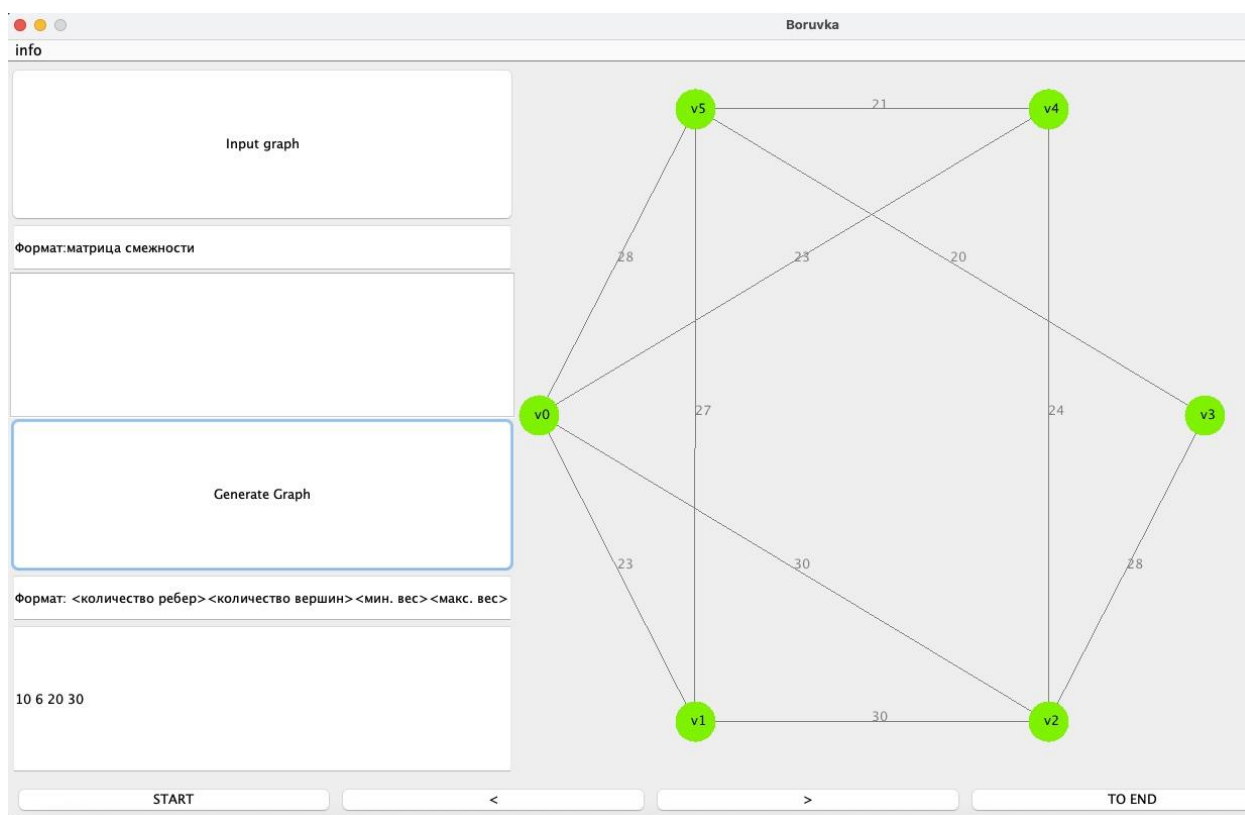 Boruvka
info
Input graph
Формат:матрица смежности
Generate Graph
Формат: <количество ребер><количество вершин><мин. вес><макс. вес>
10 6 20 30
v5
21
v4
28
23
20
v0
27
24
v3
23
30
28
v1
30
v2
START
<
>
TO END